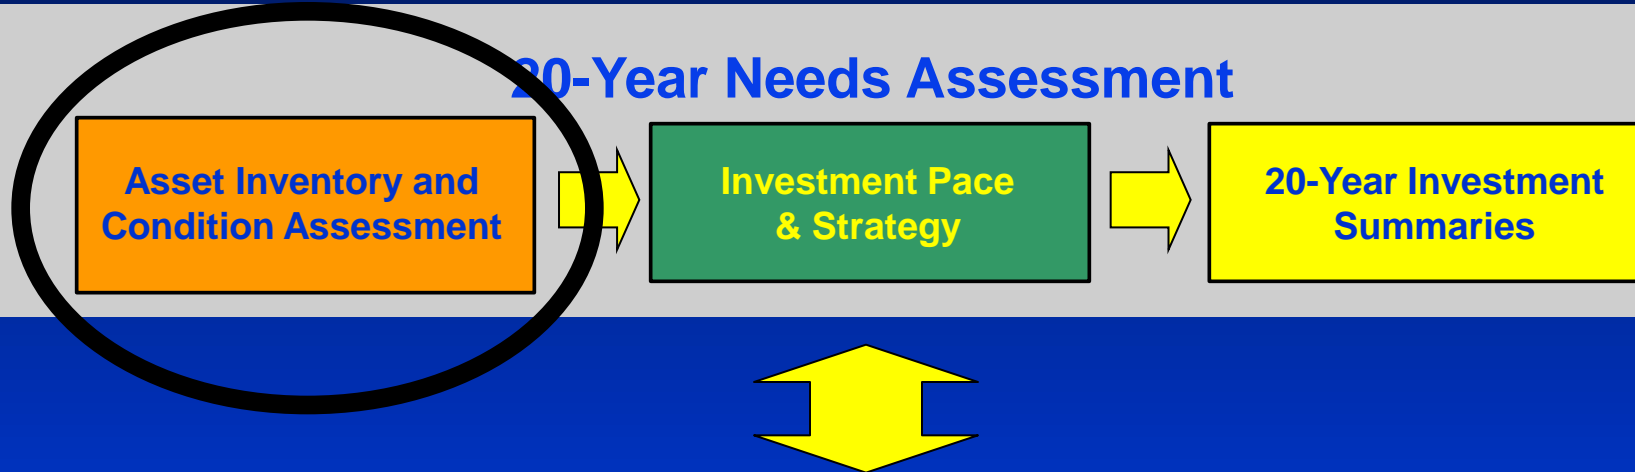 20-Year Needs Assessment
Asset Inventory and
Condition Assessment
Investment Pace
& Strategy
20-Year Investment
Summaries